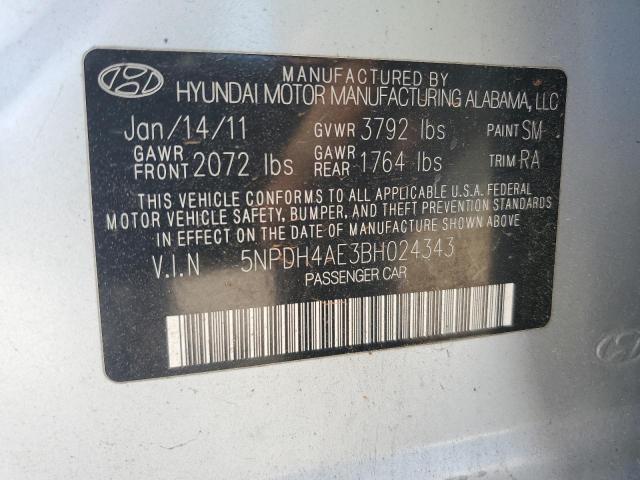 MANUFACTURED BY
HYUNDAI MOTOR MANUFACTURING ALABAMA, LLC
Jan/14/11 GVWR 3792 lbs PAINT SM
GAWR FRONT 2072 lbs GAWR REAR 1764 lbs TRIM RA
THIS VEHICLE CONFORMS TO ALL APPLICABLE U.S.A. FEDERAL
MOTOR VEHICLE SAFETY, BUMPER, AND THEFT PREVENTION
STANDARDS IN EFFECT ON THE DATE OF MANUFACTURE SHOWN ABOVE.
V.I.N 5NPDH4AE3BH024343
PASSENGER CAR